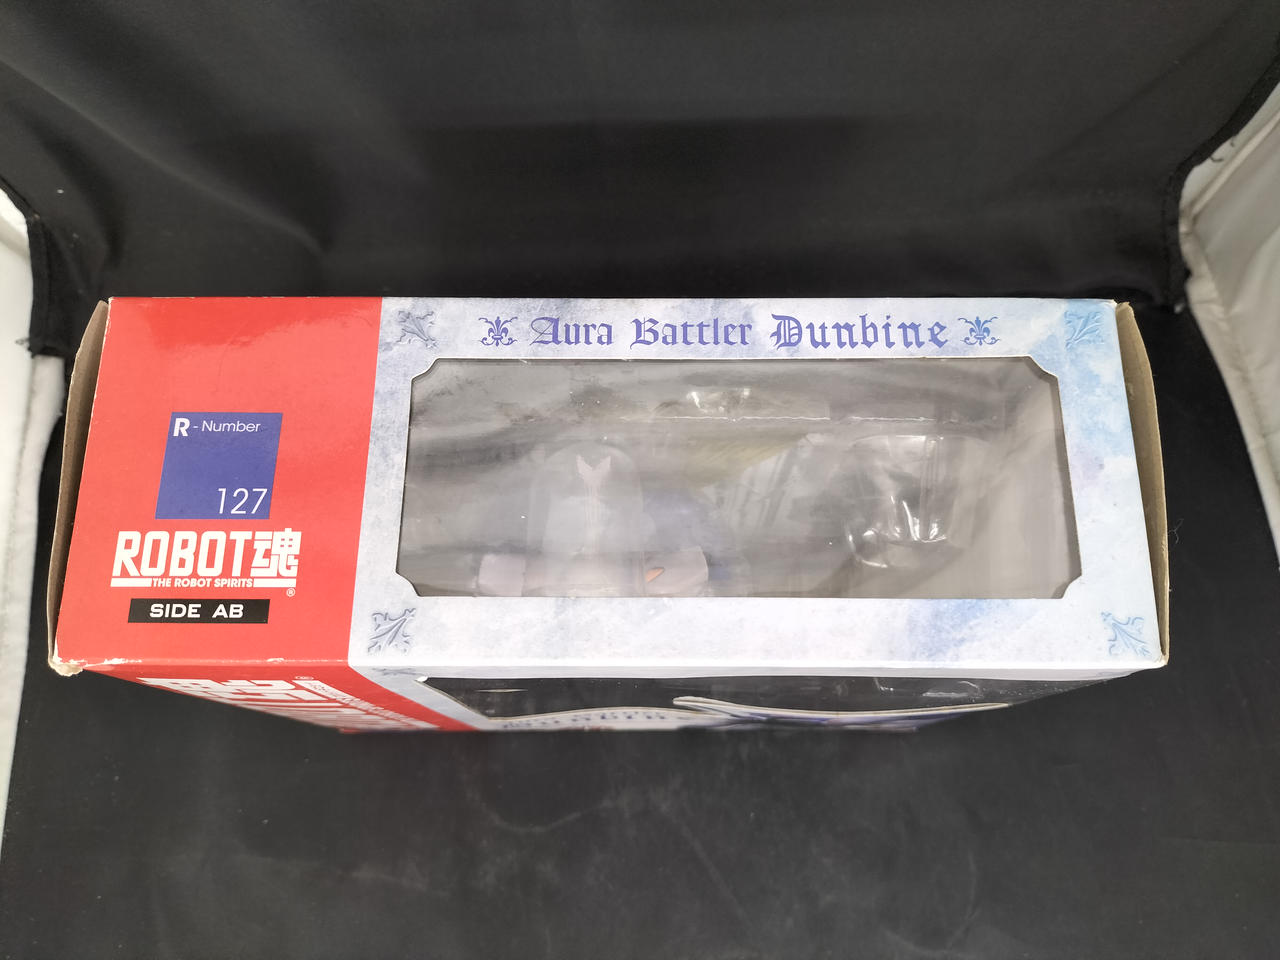 Aura Battler Dunbine
R - Number
127
ROBOT魂
THE ROBOT SPIRITS
®
SIDE AB